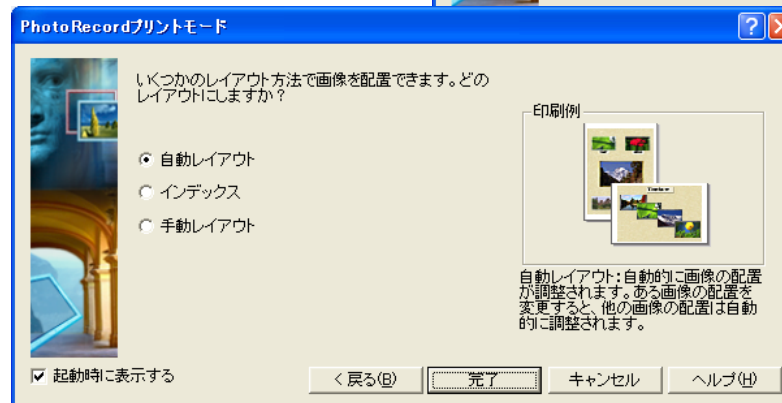 PhotoRecordプリントモード
いくつかのレイアウト方法で画像を配置できます。どの
レイアウトにしますか？
自動レイアウト
インデックス
手動レイアウト
印刷例
自動レイアウト：自動的に画像の配置
が調整されます。ある画像の配置を
変更すると、他の画像の配置は自動
的に調整されます。
起動時に表示する
< 戻る(B)
完了
キャンセル
ヘルプ(H)